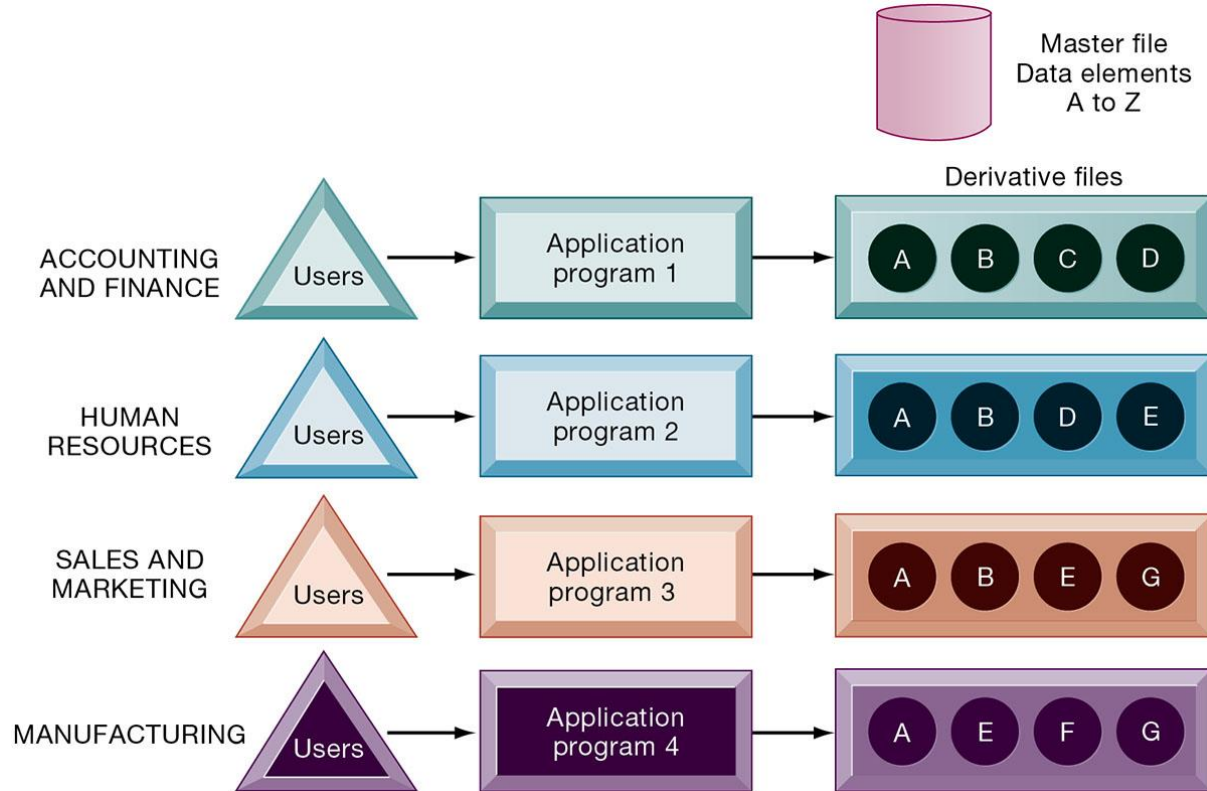 Master file
Data elements
A to Z
Derivative files
ACCOUNTING
AND FINANCE
Users
Application
program 1
A B C D
HUMAN
RESOURCES
Users
Application
program 2
A B D E
SALES AND
MARKETING
Users
Application
program 3
A B E G
MANUFACTURING
Users
Application
program 4
A E F G